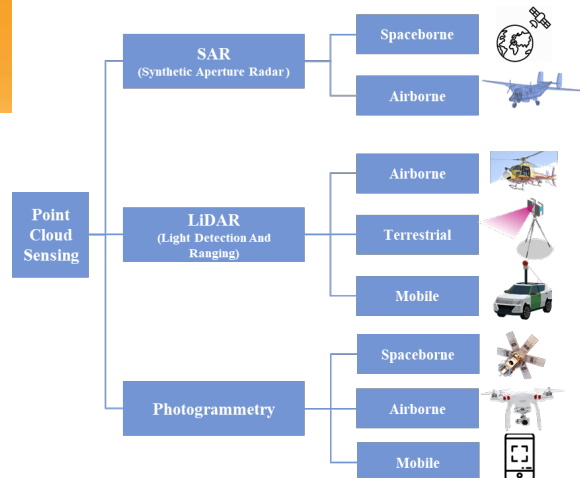 SAR
(Synthetic Aperture Radar)
Spaceborne
Airborne
Point
Cloud
Sensing
LiDAR
(Light Detection And
Ranging)
Airborne
Terrestrial
Mobile
Photogrammetry
Spaceborne
Airborne
Mobile